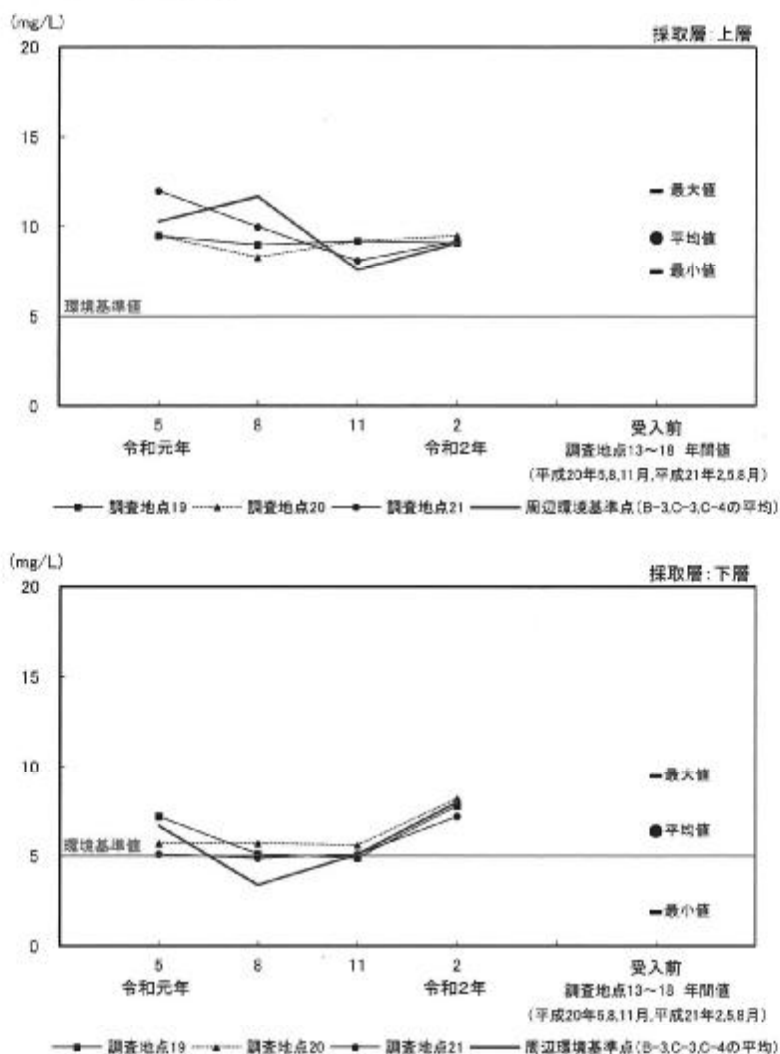 (mg/L)
採取層:上層
20
15
最大値
10
平均値
最小値
環境基準値
5
0
5 8 11 2 受入前
令和元年 令和2年 調査地点13~18 年間値
(平成20年5,8,11月,平成21年2,5,8月)
調査地点19 調査地点20 調査地点21 周辺環境基準点(B-3,C-3,C-4の平均)
(mg/L)
採取層:下層
20
15
10
最大値
平均値
環境基準値
5
最小値
0
5 8 11 2 受入前
令和元年 令和2年 調査地点13~18 年間値
(平成20年5,8,11月,平成21年2,5,8月)
調査地点19 調査地点20 調査地点21 周辺環境基準点(B-3,C-3,C-4の平均)